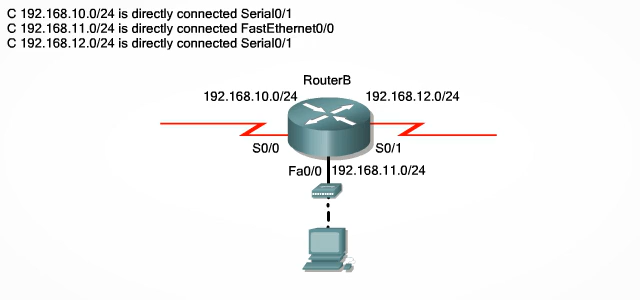 C 192.168.10.0/24 is directly connected Serial0/1
C 192.168.11.0/24 is directly connected FastEthernet0/0
C 192.168.12.0/24 is directly connected Serial0/1
RouterB
192.168.10.0/24
192.168.12.0/24
S0/0
S0/1
Fa0/0
192.168.11.0/24